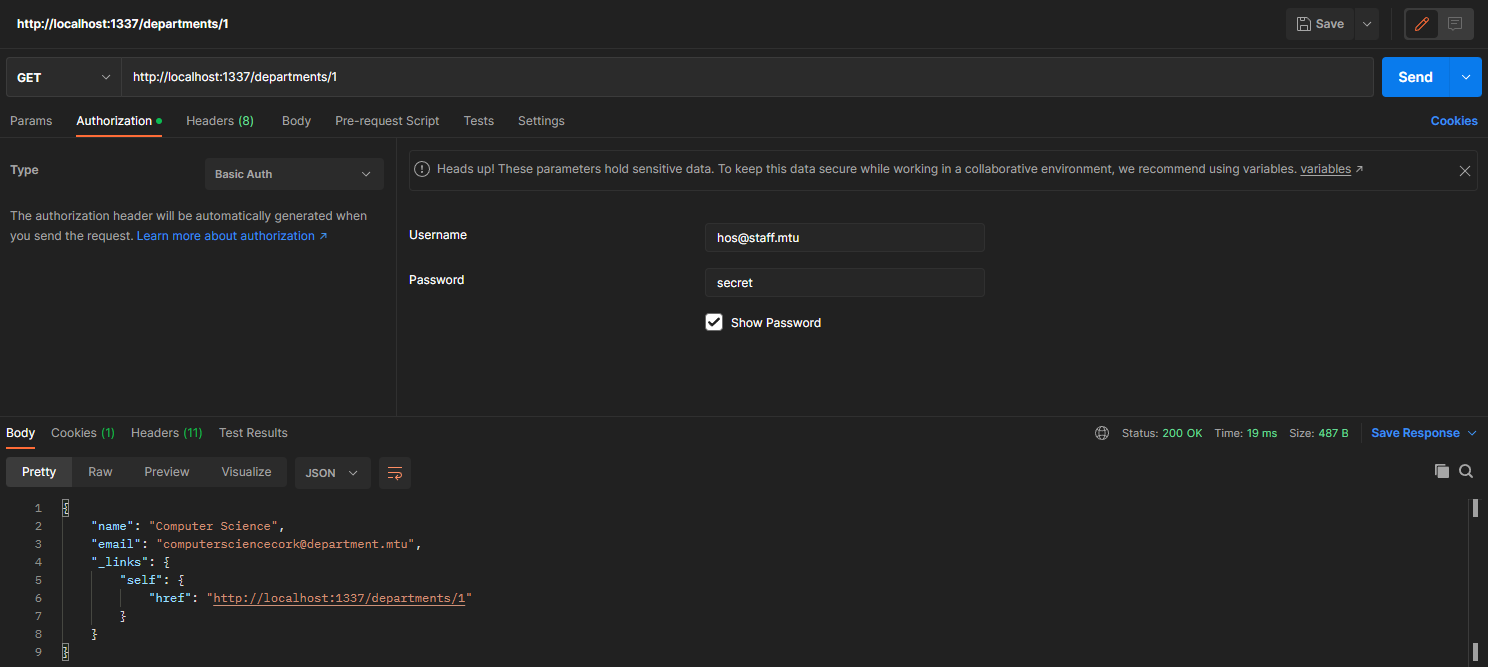 http://localhost:1337/departments/1
Save
GET
http://localhost:1337/departments/1
Send
Params
Authorization
Headers (8)
Body
Pre-request Script
Tests
Settings
Cookies
Type
Basic Auth
The authorization header will be automatically generated when
you send the request. Learn more about authorization ↗
Heads up! These parameters hold sensitive data. To keep this data secure while working in a collaborative environment, we recommend using variables. variables ↗
Username
hos@staff.mtu
Password
secret
Show Password
Body
Cookies (1)
Headers (11)
Test Results
Status: 200 OK
Time: 19 ms
Size: 487 B
Save Response
Pretty
Raw
Preview
Visualize
JSON
1 {
2 "name": "Computer Science",
3 "email": "computersciencecork@department.mtu",
4 "_links": {
5 "self": {
6 "href": "http://localhost:1337/departments/1"
7 }
8 }
9 }